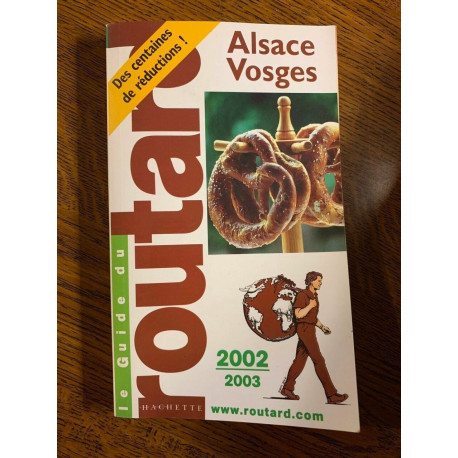 Des centaines
de réductions !
Alsace
Vosges
le Guide du
routard
2002
2003
HACHETTE
www.routard.com